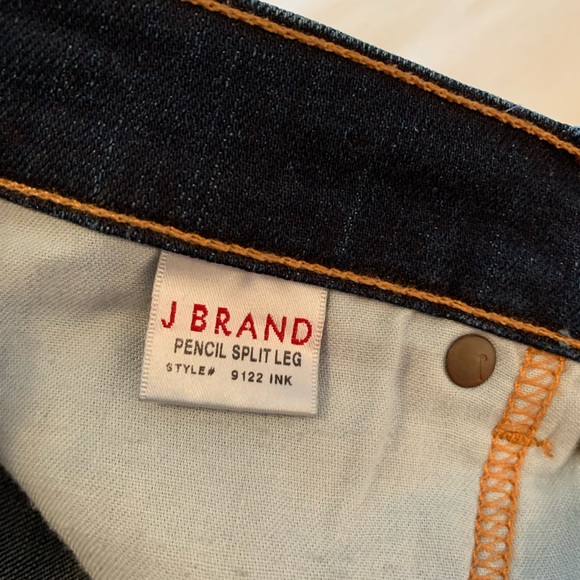 J BRAND
PENCIL SPLIT LEG
STYLE# 9122 INK